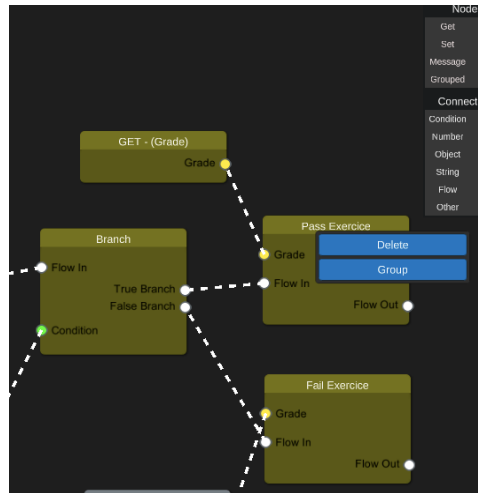 Node
Get
Set
Message
Grouped
Connect
Condition
Number
Object
String
Flow
Other
GET - (Grade)
Grade
Branch
Flow In
True Branch
False Branch
Condition
Pass Exercice
Grade
Flow In
Flow Out
Delete
Group
Fail Exercice
Grade
Flow In
Flow Out